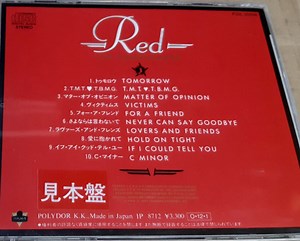 Red
1.トゥモロウ TOMORROW
2.T.M.T.♥T.B.M.G. T.M.T.♥T.B.M.G.
3.マター・オブ・オピニオン MATTER OF OPINION
4.ヴィクティムス VICTIMS
5.フォー・ア・フレンド FOR A FRIEND
6.さよならは言わないで NEVER CAN SAY GOODBYE
7.ラヴァーズ・アンド・フレンズ LOVERS AND FRIENDS
8.愛に抱かれて HOLD ON TIGHT
9.イフ・アイ・クッド・テル・ユー IF I COULD TELL YOU
10.C・マイナー C MINOR
見本盤
POLYDOR K.K., Made in Japan IP 8712 ¥3,300